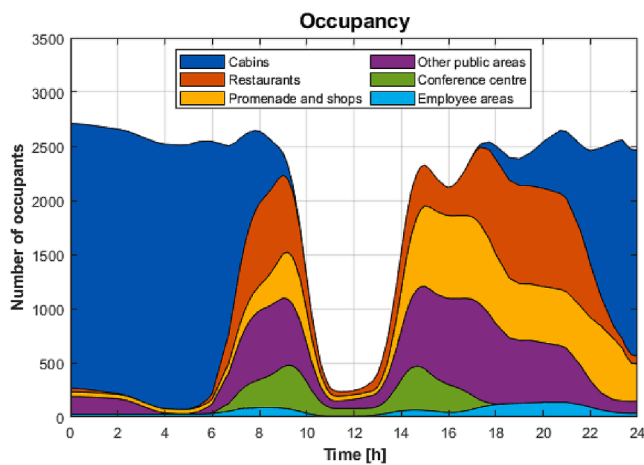 Occupancy
3500
3000
2500
2000
1500
1000
500
0
Number of occupants
Cabins
Restaurants
Promenade and shops
Other public areas
Conference centre
Employee areas
0 2 4 6 8 10 12 14 16 18 20 22 24
Time [h]